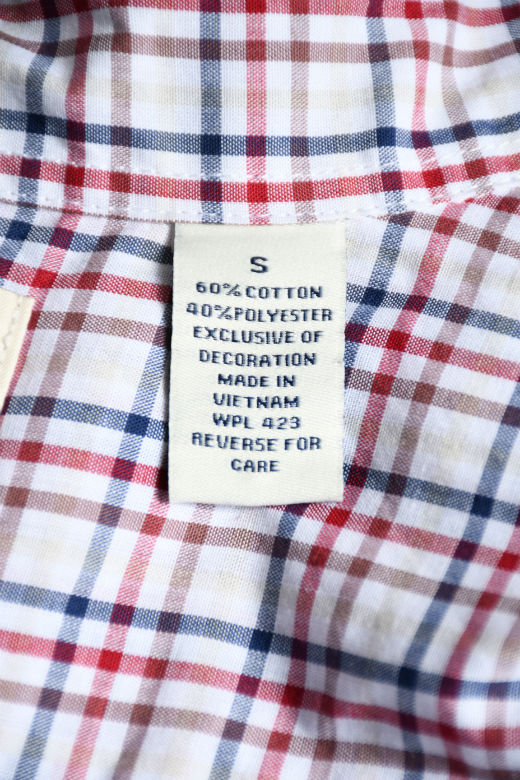 S
60% COTTON
40% POLYESTER
EXCLUSIVE OF
DECORATION
MADE IN
VIETNAM
WPL 423
REVERSE FOR
CARE